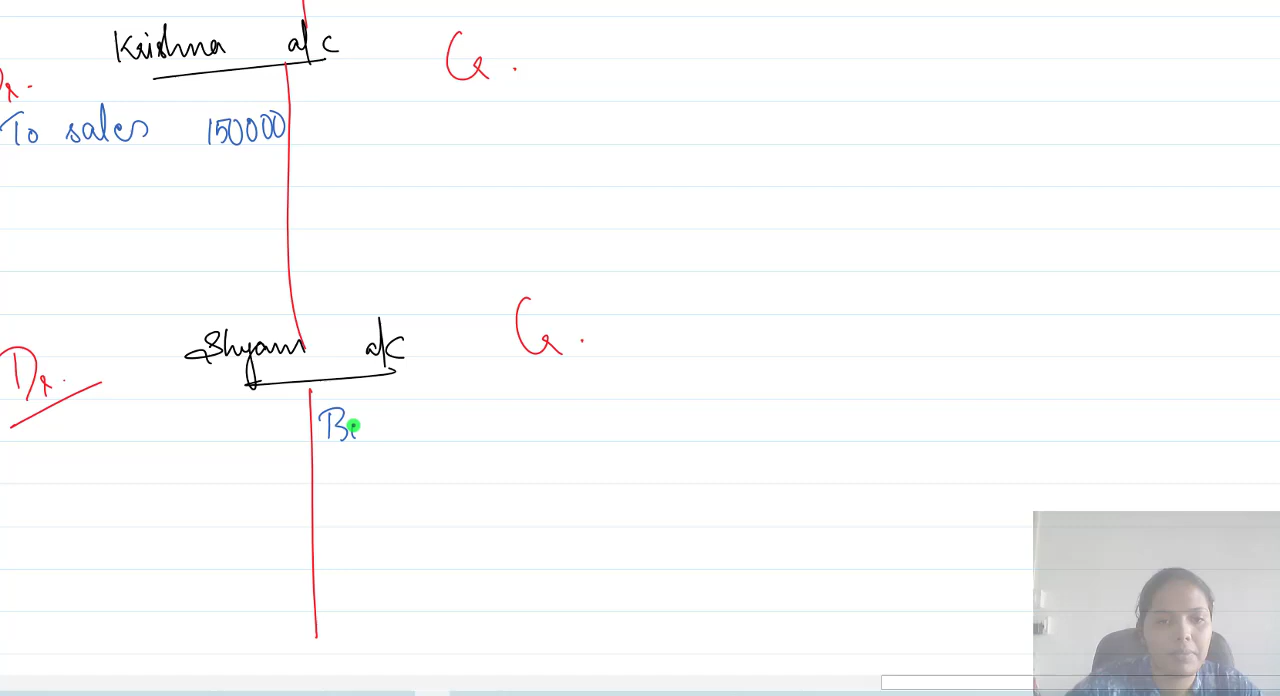 Krishna a/c Cr.
Dr.
To sales 150000
Shyam a/c Cr.
Dr.